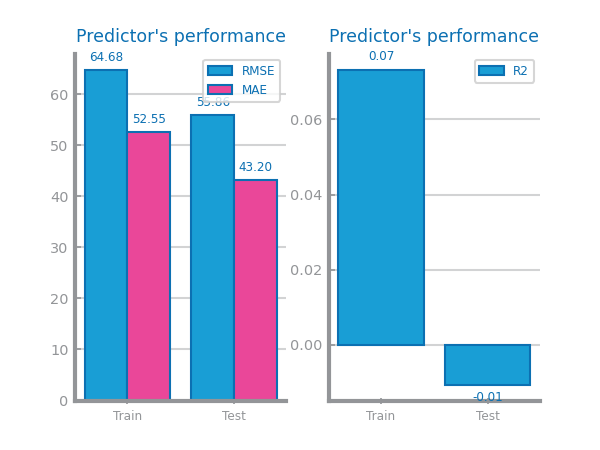 Predictor's performance
64.68
RMSE
MAE
60
55.86
52.55
50
43.20
40
30
20
10
0
Train
Test
Predictor's performance
0.07
R2
0.06
0.04
0.02
0.00
-0.01
Train
Test